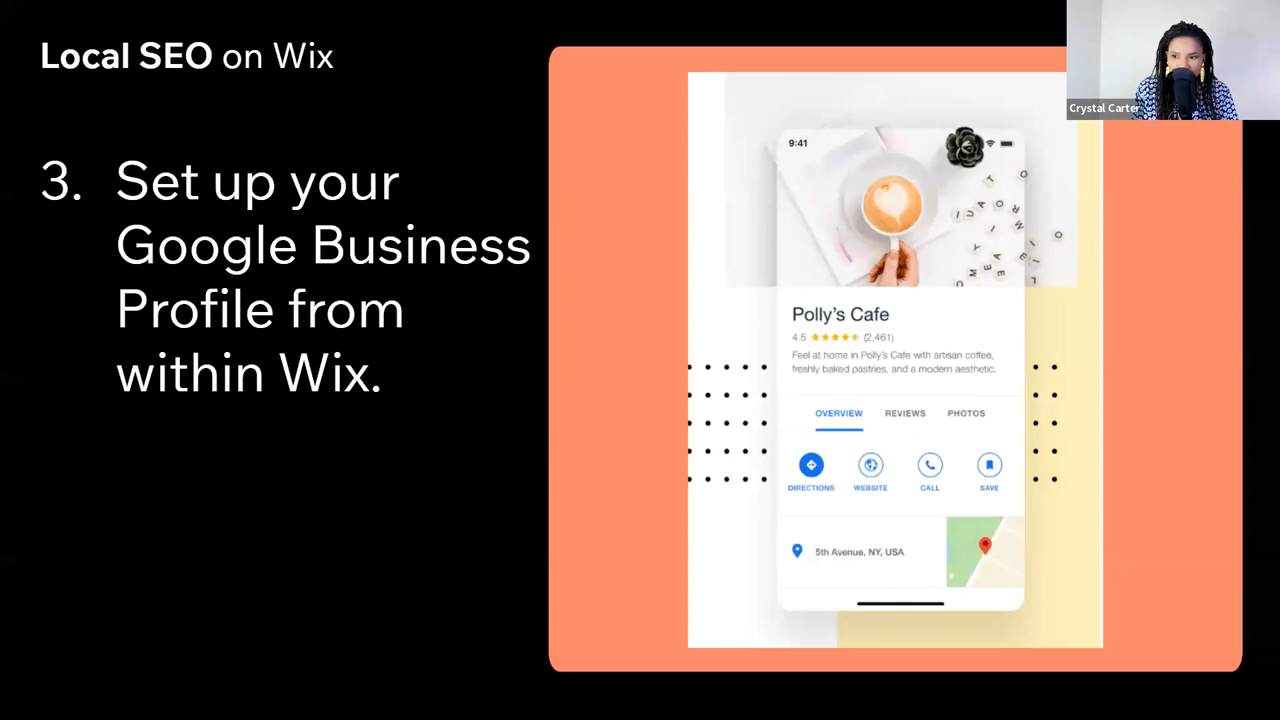 Local SEO on Wix
3. Set up your
Google Business
Profile from
within Wix.
Crystal Carter
9:41
Polly's Cafe
4.5 (2,461)
Feel at home in Polly's Cafe with artisan coffee,
freshly baked pastries, and a modern aesthetic.
OVERVIEW REVIEWS PHOTOS
DIRECTIONS WEBSITE CALL SAVE
5th Avenue, NY, USA